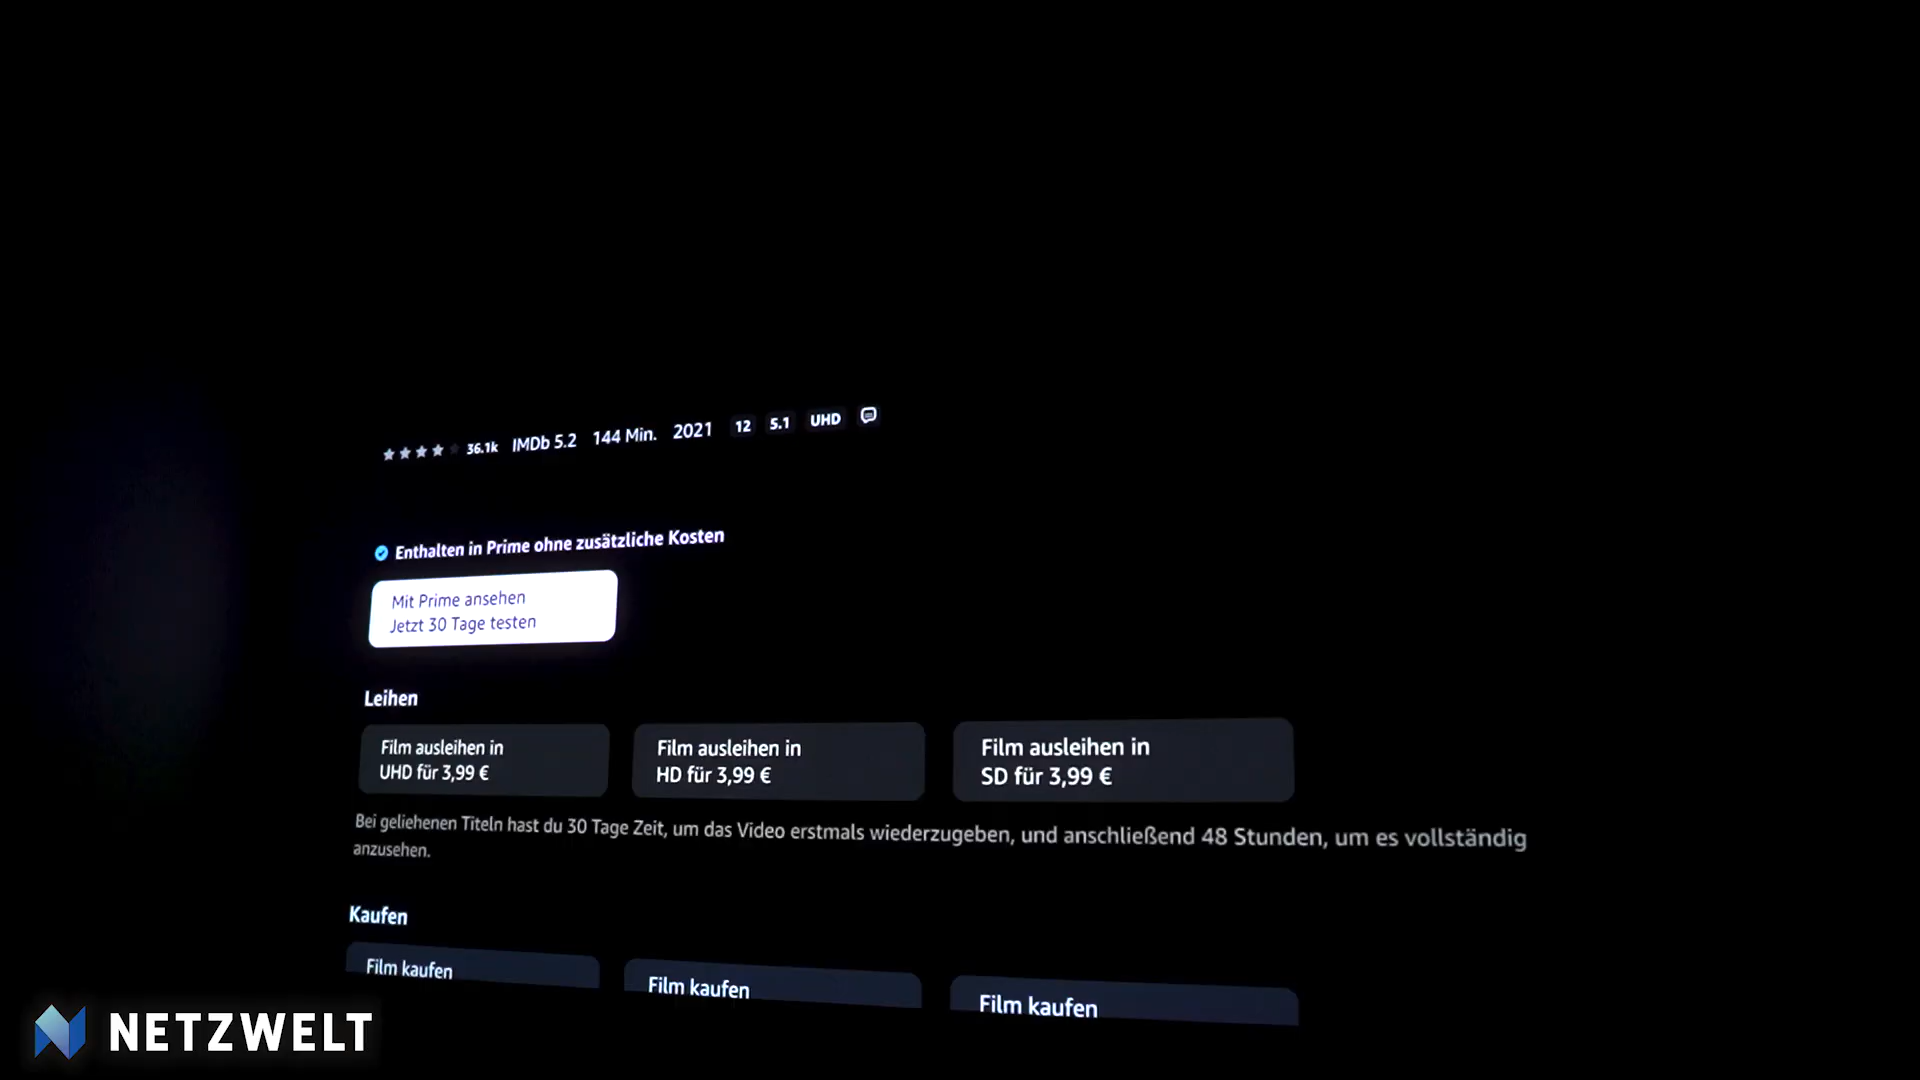 36.1k IMDb 5.2 144 Min. 2021 12 5.1 UHD
Enthalten in Prime ohne zusätzliche Kosten
Mit Prime ansehen
Jetzt 30 Tage testen
Leihen
Film ausleihen in
UHD für 3,99 €
Film ausleihen in
HD für 3,99 €
Film ausleihen in
SD für 3,99 €
Bei geliehenen Titeln hast du 30 Tage Zeit, um das Video erstmals wiederzugeben, und anschließend 48 Stunden, um es vollständig
anzusehen.
Kaufen
Film kaufen
Film kaufen
Film kaufen
NETZWELT